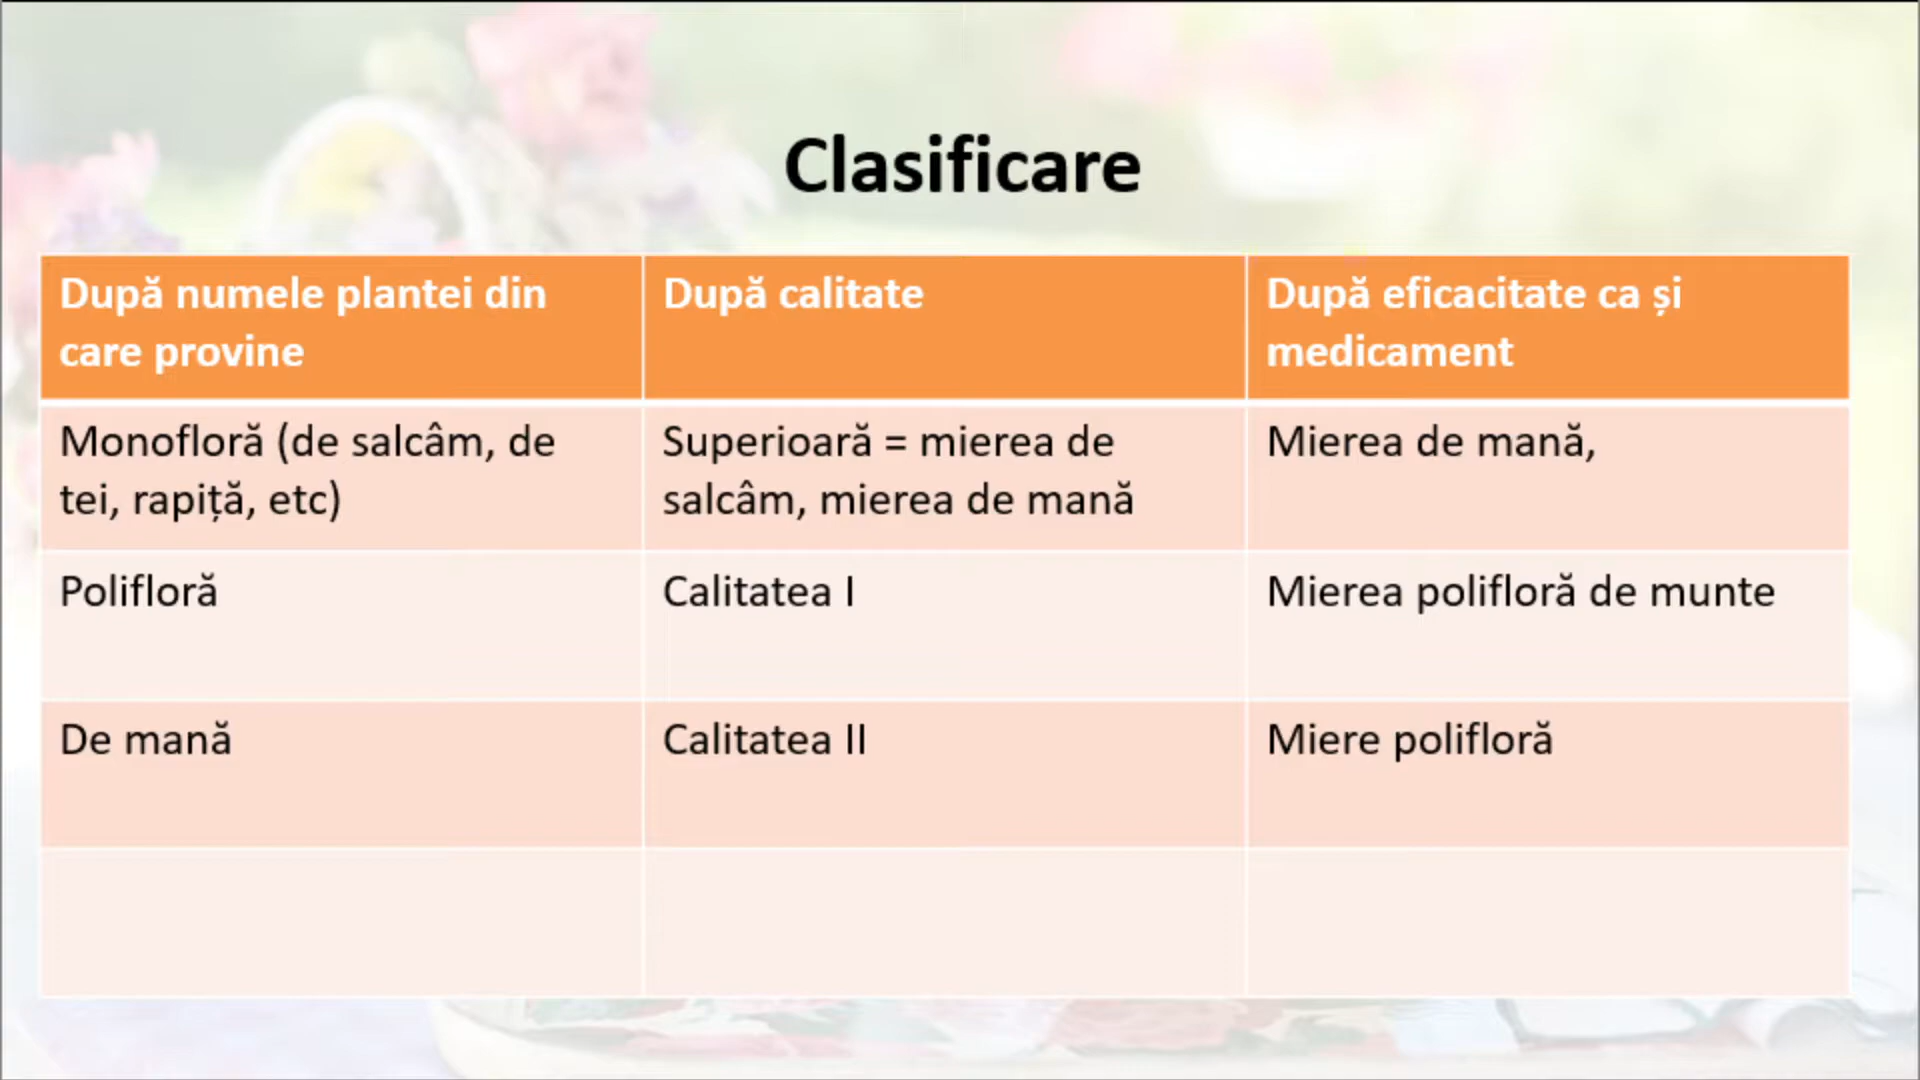 Clasificare
După numele plantei din
care provine
După calitate
După eficacitate ca și
medicament
Monofloră (de salcâm, de
tei, rapiță, etc)
Superioară = mierea de
salcâm, mierea de mană
Mierea de mană,
Polifloră
Calitatea I
Mierea polifloră de munte
De mană
Calitatea II
Miere polifloră